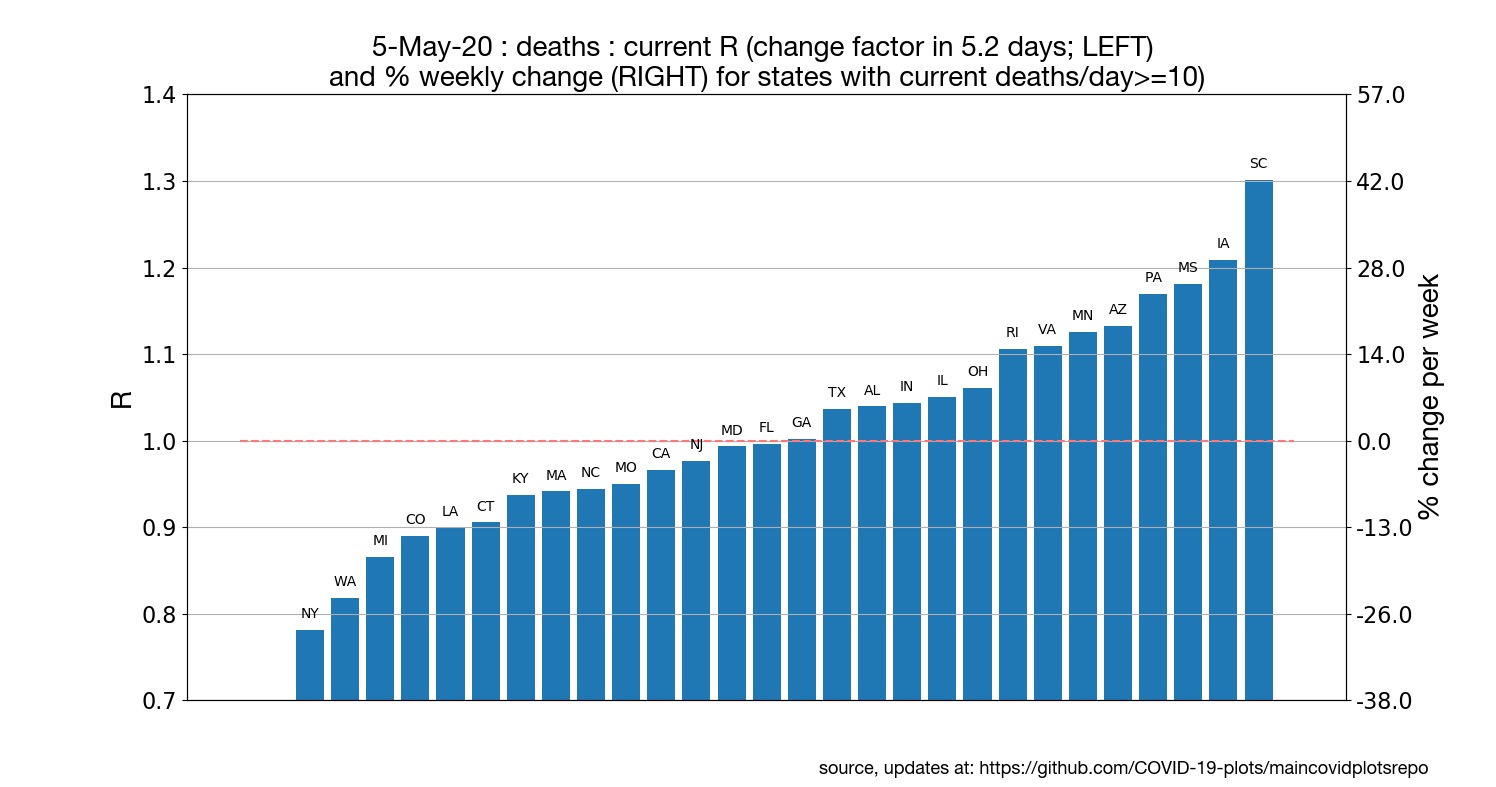 5-May-20 : deaths : current R (change factor in 5.2 days; LEFT)
and % weekly change (RIGHT) for states with current deaths/day>=10)
1.4
1.3
1.2
1.1
1.0
0.9
0.8
0.7
R
NY
WA
MI
CO
LA
CT
KY
MA
NC
MO
CA
NJ
MD
FL
GA
TX
AL
IN
IL
OH
RI
VA
MN
AZ
PA
MS
IA
SC
57.0
42.0
28.0
14.0
0.0
-13.0
-26.0
-38.0
% change per week
source, updates at: https://github.com/COVID-19-plots/maincovidplotsrepo